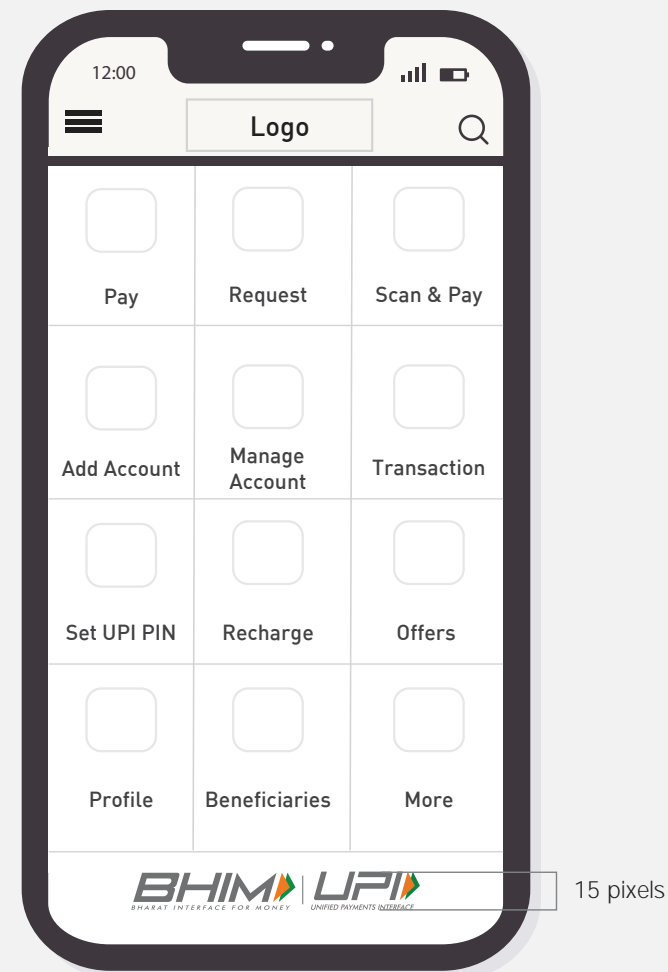 12:00
Logo
Pay
Request
Scan & Pay
Add Account
Manage
Account
Transaction
Set UPI PIN
Recharge
Offers
Profile
Beneficiaries
More
BHIM UPI
BHARAT INTERFACE FOR MONEY UNIFIED PAYMENTS INTERFACE
15 pixels